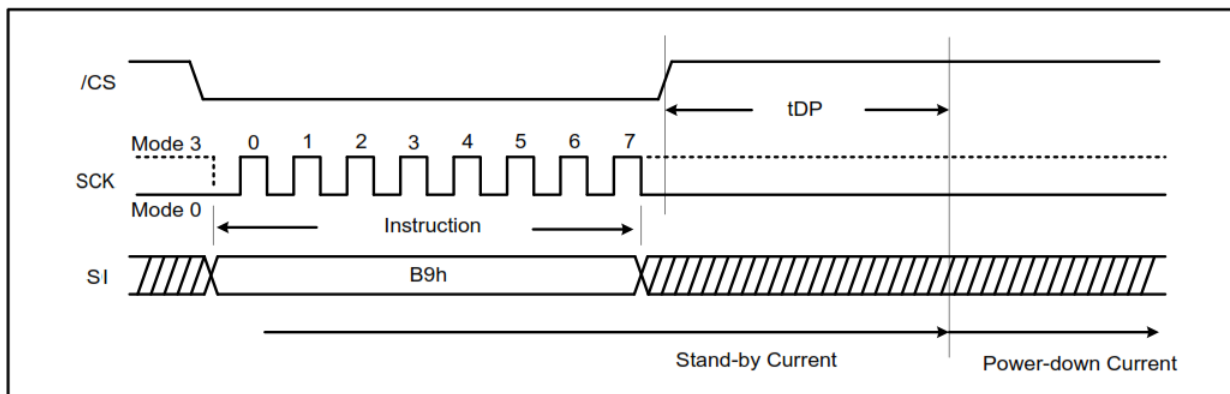 /CS
tDP
Mode 3
0 1 2 3 4 5 6 7
SCK
Mode 0
Instruction
SI
B9h
Stand-by Current
Power-down Current